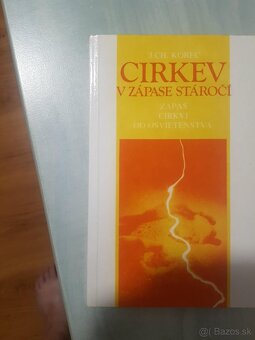 J. CH. KOREC
CIRKEV
V ZÁPASE STÁROČÍ
ZÁPAS
CIRKVI
DO OSVIETENSTVA
Bazos.sk